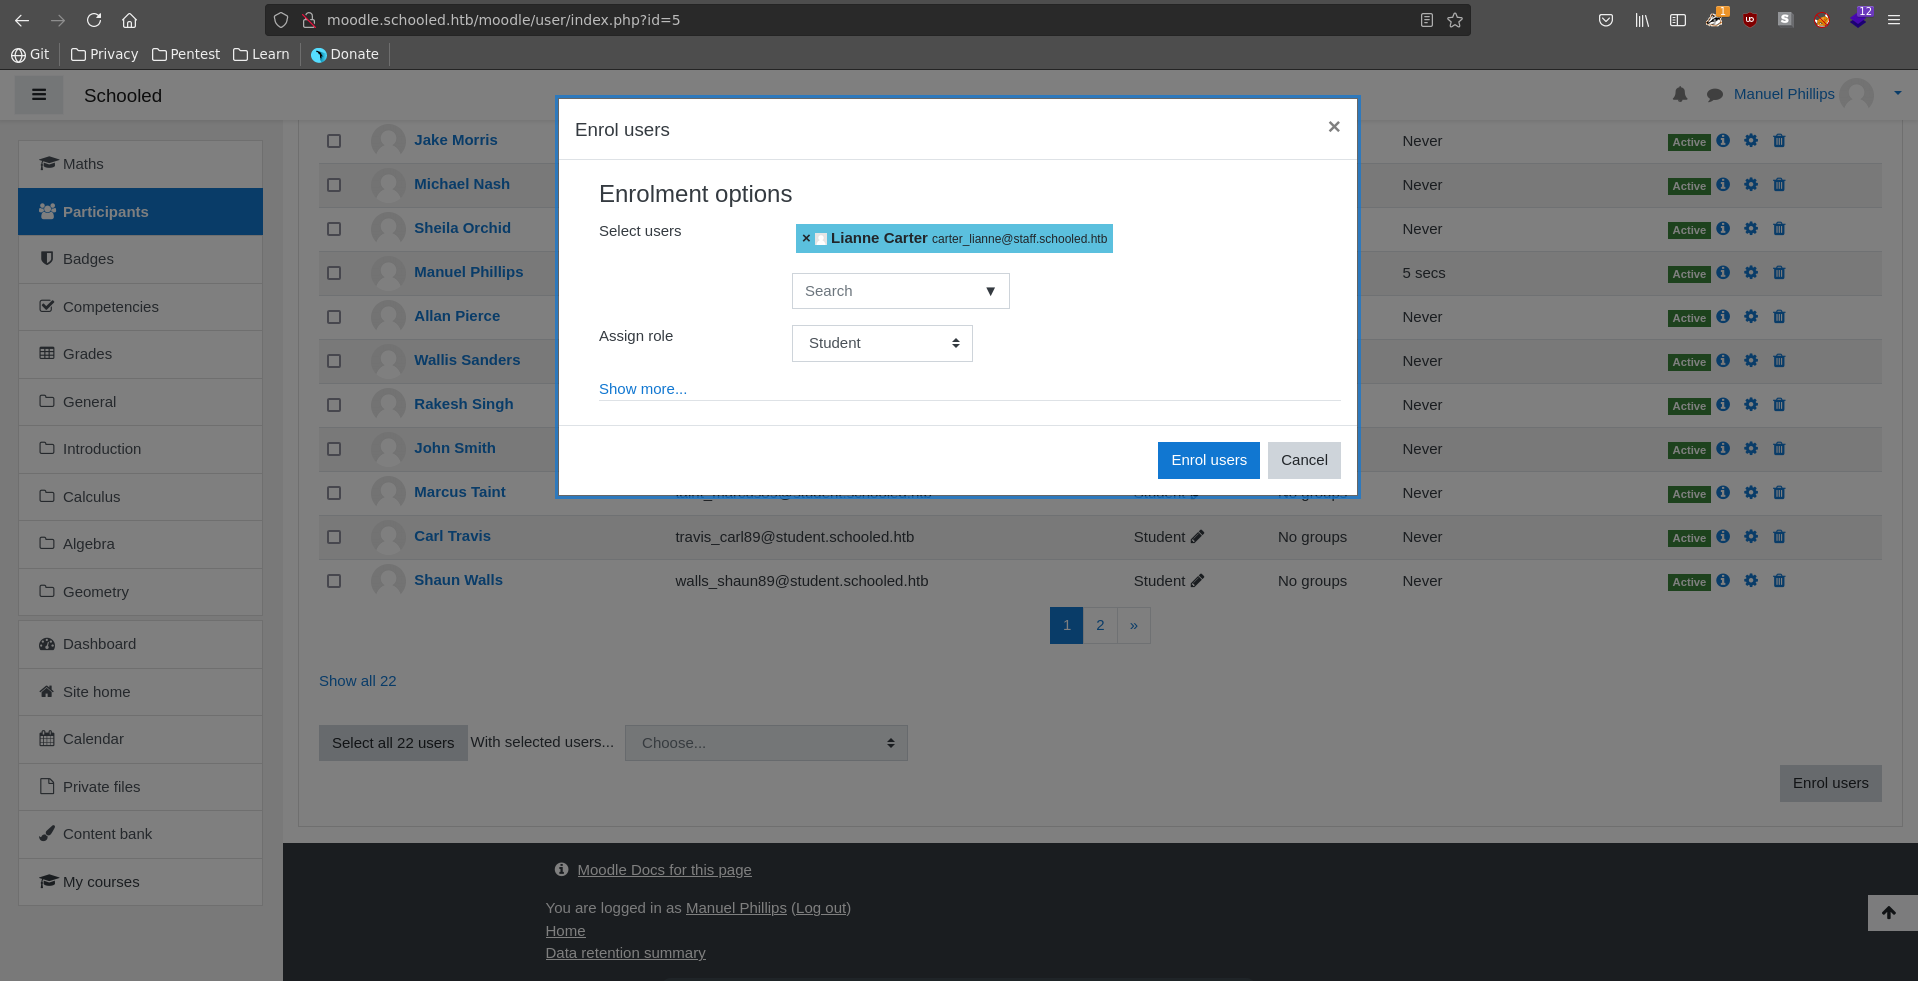 moodle.schooled.htb/moodle/user/index.php?id=5
1
12
Git Privacy Pentest Learn Donate
Schooled
Manuel Phillips
Maths
Participants
Badges
Competencies
Grades
General
Introduction
Calculus
Algebra
Geometry
Dashboard
Site home
Calendar
Private files
Content bank
My courses
Jake Morris Never Active
Michael Nash Never Active
Sheila Orchid Never Active
Manuel Phillips 5 secs Active
Allan Pierce Never Active
Wallis Sanders Never Active
Rakesh Singh Never Active
John Smith Never Active
Marcus Taint Never Active
Carl Travis travis_carl89@student.schooled.htb Student No groups Never Active
Shaun Walls walls_shaun89@student.schooled.htb Student No groups Never Active
Enrol users ×
Enrolment options
Select users × Lianne Carter carter_lianne@staff.schooled.htb
Search ▼
Assign role Student
Show more...
Enrol users Cancel
1 2 »
Show all 22
Select all 22 users With selected users... Choose...
Enrol users
Moodle Docs for this page
You are logged in as Manuel Phillips (Log out)
Home
Data retention summary